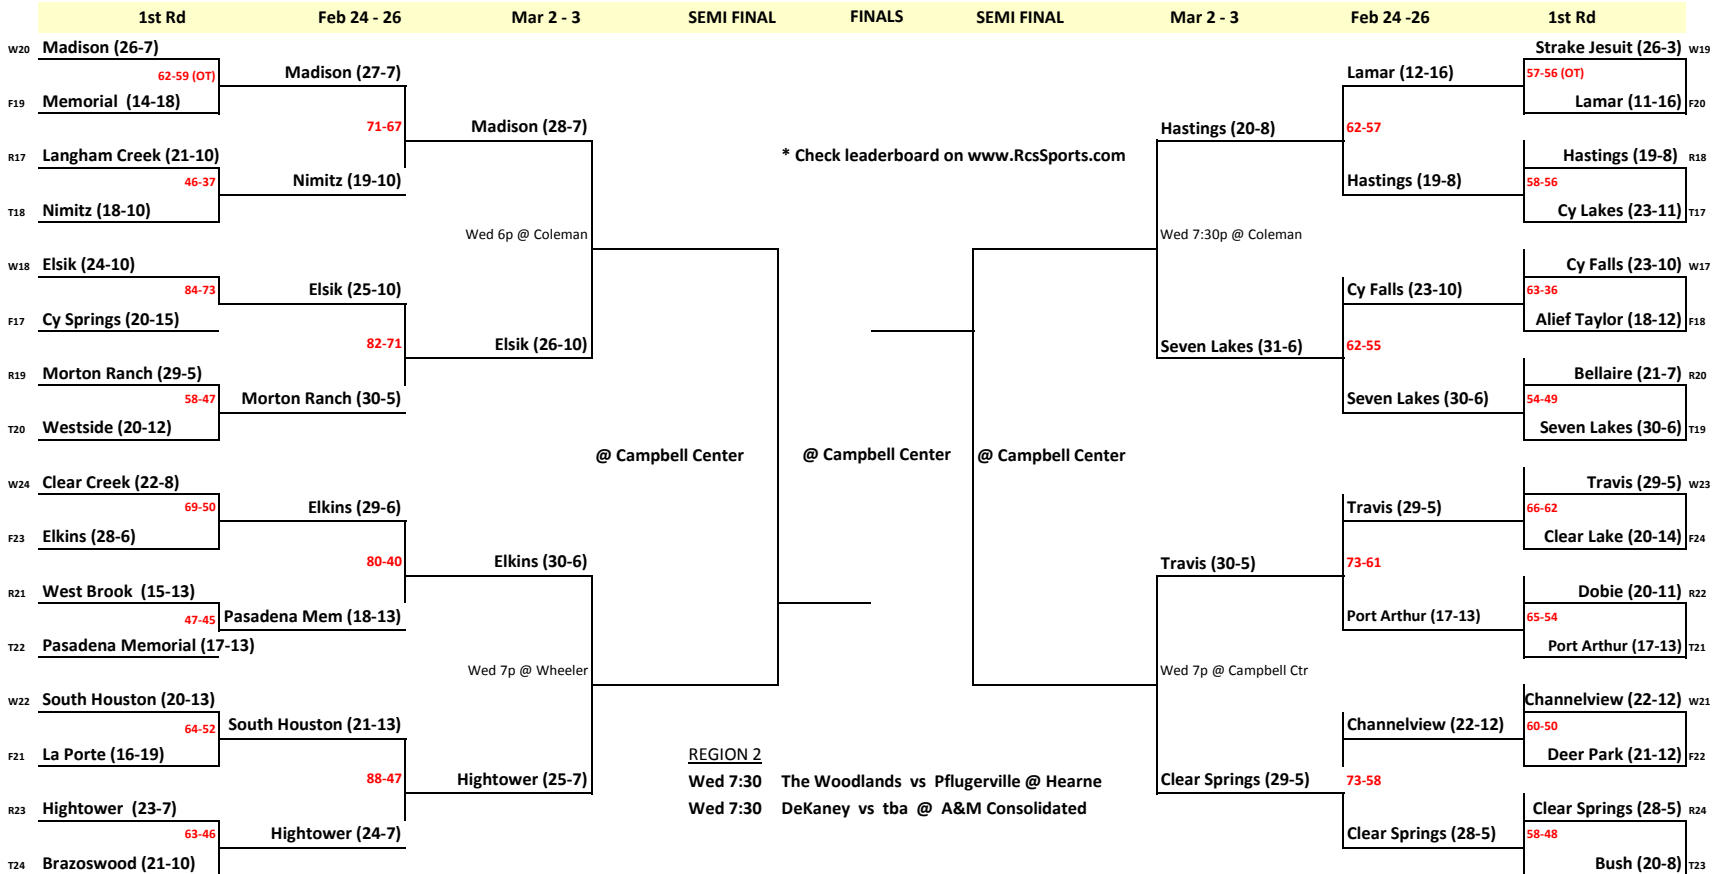 1st Rd Feb 24 - 26 Mar 2 - 3 SEMI FINAL FINALS SEMI FINAL Mar 2 - 3 Feb 24 -26 1st Rd
W20 Madison (26-7) Strake Jesuit (26-3) W19
62-59 (OT) Madison (27-7) Lamar (12-16) 57-56 (OT)
F19 Memorial (14-18) Lamar (11-16) F20
71-67 Madison (28-7) Hastings (20-8) 62-57
R17 Langham Creek (21-10) * Check leaderboard on www.RcsSports.com Hastings (19-8) R18
46-37 Nimitz (19-10) Hastings (19-8) 58-56
T18 Nimitz (18-10) Cy Lakes (23-11) T17
Wed 6p @ Coleman Wed 7:30p @ Coleman
W18 Elsik (24-10) Cy Falls (23-10) W17
84-73 Elsik (25-10) Cy Falls (23-10) 63-36
F17 Cy Springs (20-15) Alief Taylor (18-12) F18
82-71 Elsik (26-10) Seven Lakes (31-6) 62-55
R19 Morton Ranch (29-5) Bellaire (21-7) R20
58-47 Morton Ranch (30-5) Seven Lakes (30-6) 54-49
T20 Westside (20-12) Seven Lakes (30-6) T19
@ Campbell Center @ Campbell Center @ Campbell Center
W24 Clear Creek (22-8) Travis (29-5) W23
69-50 Elkins (29-6) Travis (29-5) 66-62
F23 Elkins (28-6) Clear Lake (20-14) F24
80-40 Elkins (30-6) Travis (30-5) 73-61
R21 West Brook (15-13) Dobie (20-11) R22
47-45 Pasadena Mem (18-13) Port Arthur (17-13) 65-54
T22 Pasadena Memorial (17-13) Port Arthur (17-13) T21
Wed 7p @ Wheeler Wed 7p @ Campbell Ctr
W22 South Houston (20-13) Channelview (22-12) W21
64-52 South Houston (21-13) Channelview (22-12) 60-50
F21 La Porte (16-19) REGION 2 Deer Park (21-12) F22
88-47 Hightower (25-7) Wed 7:30 The Woodlands vs Pflugerville @ Hearne Clear Springs (29-5) 73-58
R23 Hightower (23-7) Wed 7:30 DeKaney vs tba @ A&M Consolidated Clear Springs (28-5) R24
63-46 Hightower (24-7) Clear Springs (28-5) 58-48
T24 Brazoswood (21-10) Bush (20-8) T23